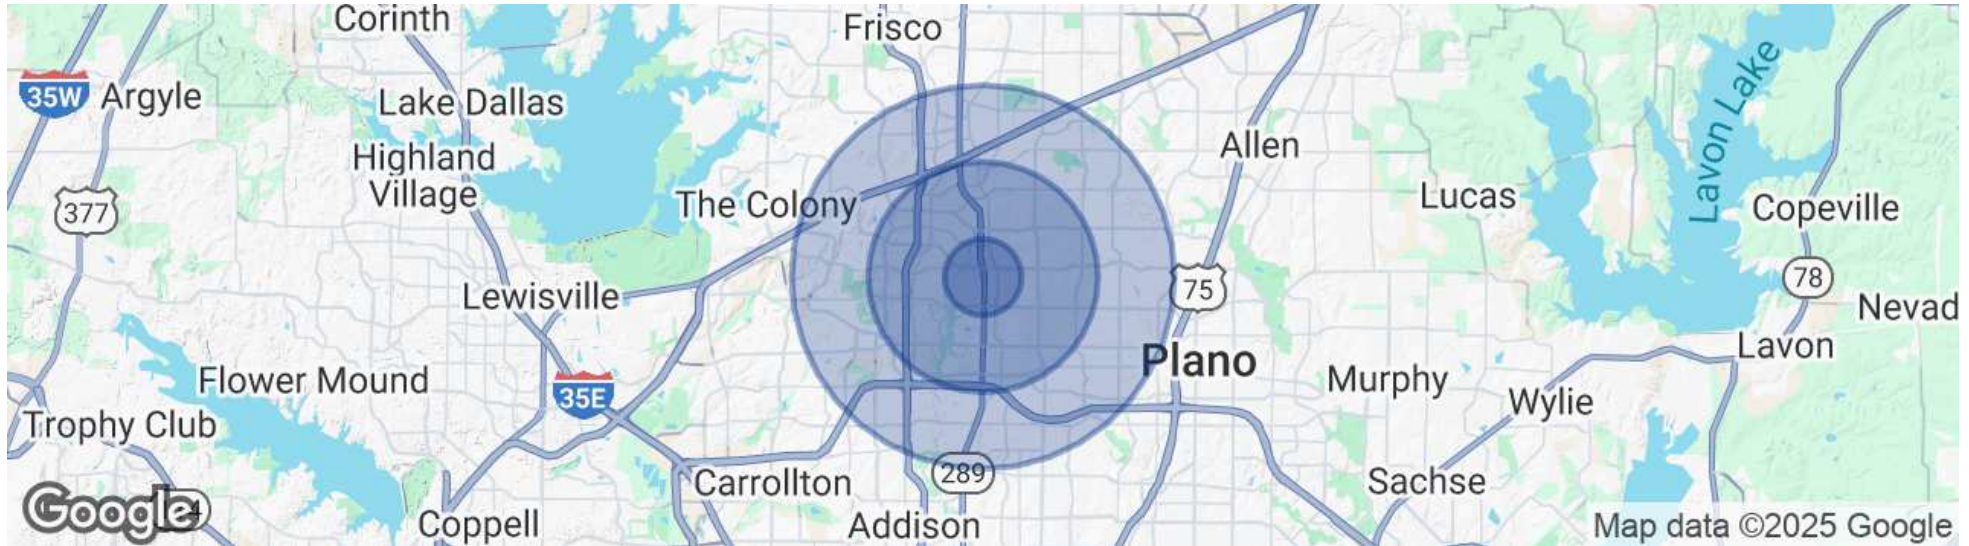 Corinth
Frisco
35W
Argyle
Lake Dallas
Lavon Lake
Highland
Village
Allen
377
The Colony
Lucas
Copeville
75
78
Lewisville
Nevad
Lavon
Plano
Flower Mound
35E
Murphy
Wylie
Trophy Club
289
Carrollton
Sachse
Google
Coppell
Addison
Map data ©2025 Google